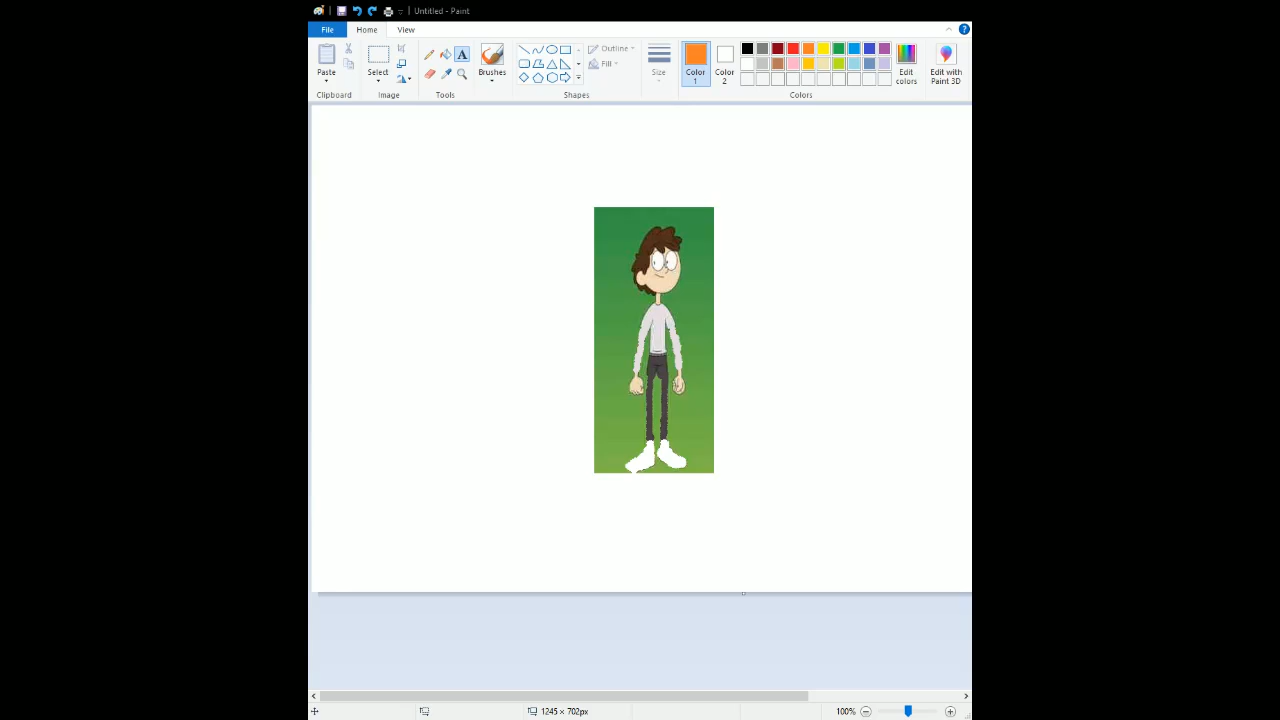 Untitled - Paint
File Home View
Paste
Select
A
Brushes
Outline
Fill
Size
Color 1
Color 2
Edit colors
Edit with Paint 3D
Clipboard Image Tools Shapes Colors
1245 × 702px
100%